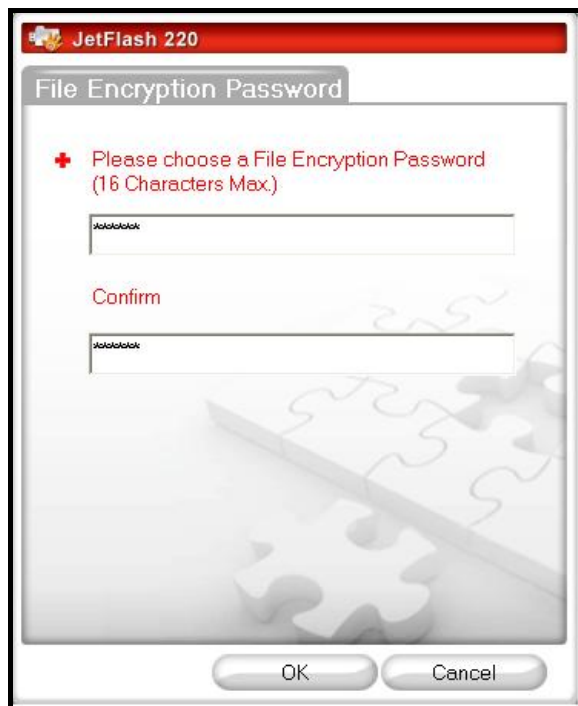 JetFlash 220
File Encryption Password
Please choose a File Encryption Password
(16 Characters Max.)
*******
Confirm
*******
OK
Cancel